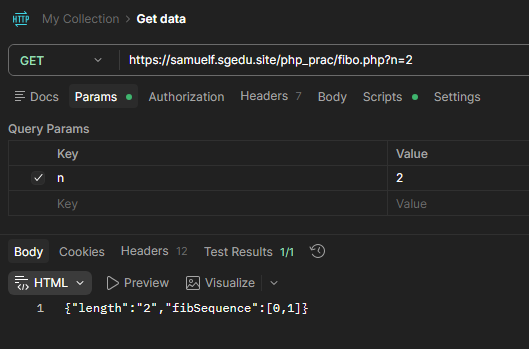 HTTP My Collection > Get data
GET https://samuelf.sgedu.site/php_prac/fibo.php?n=2
Docs Params Authorization Headers 7 Body Scripts Settings
Query Params
Key Value
n 2
Key Value
Body Cookies Headers 12 Test Results 1/1
HTML Preview Visualize
1 {"length":"2","fibSequence":[0,1]}